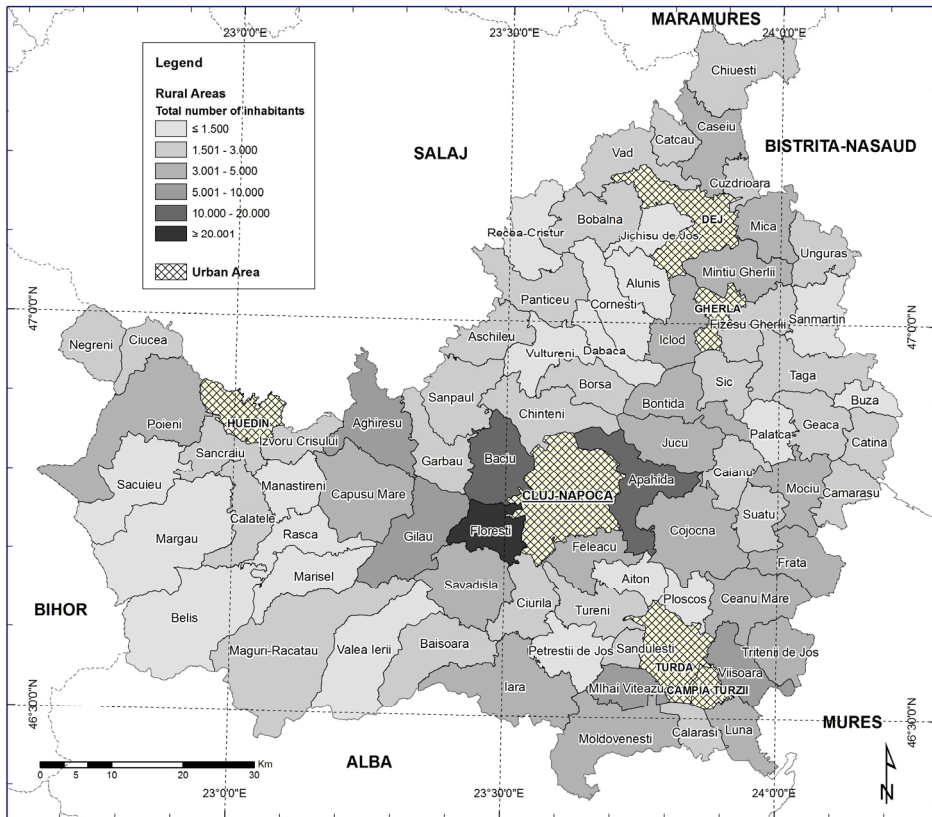 MARAMURES
23°0'0"E
23°30'0"E
24°0'0"E
Legend
Rural Areas
Total number of inhabitants
≤ 1.500
1.501 - 3.000
3.001 - 5.000
5.001 - 10.000
10.000 - 20.000
≥ 20.001
Urban Area
SALAJ
BISTRITA-NASAUD
Chiuesti
Caseiu
Catcau
Vad
Cuzdrioara
DEJ
Bobalna
Mica
Recea-Cristur
Jichisu de Jos
Unguras
Mintiu Gherlii
Alunis
Panticeu
Cornesti
GHERLA
47°0'0"N
Sanmartin
Fizesu Gherlii
47°0'0"N
Aschileu
Iclod
Negreni
Ciucea
Vultureni
Dabaca
Taga
Borsa
Sic
Sanpaul
Buza
Bontida
Chinteni
Poieni
HUEDIN
Aghiresu
Geaca
Palatca
Izvoru Crisului
Jucu
Catina
Sancraiu
Garbau
Baciu
Caianu
Apahida
Sacuieu
Manastireni
Mociu
Camarasu
Capusu Mare
CLUJ-NAPOCA
Suatu
Calatele
Floresti
Cojocna
Rasca
Gilau
Margau
Feleacu
Frata
Marisel
Aiton
Savadisla
Ploscos
Ceanu Mare
BIHOR
Ciurila
Tureni
Belis
Baisoara
Sandulesti
Maguri-Racatau
Valea Ierii
Petrestii de Jos
Tritenii de Jos
TURDA
Viisoara
Iara
MIhai Viteazu
CAMPIA TURZII
46°30'0"N
MURES
46°30'0"N
Calarasi
Luna
Moldovenesti
ALBA
Km
0 5 10 20 30
N
23°0'0"E
23°30'0"E
24°0'0"E